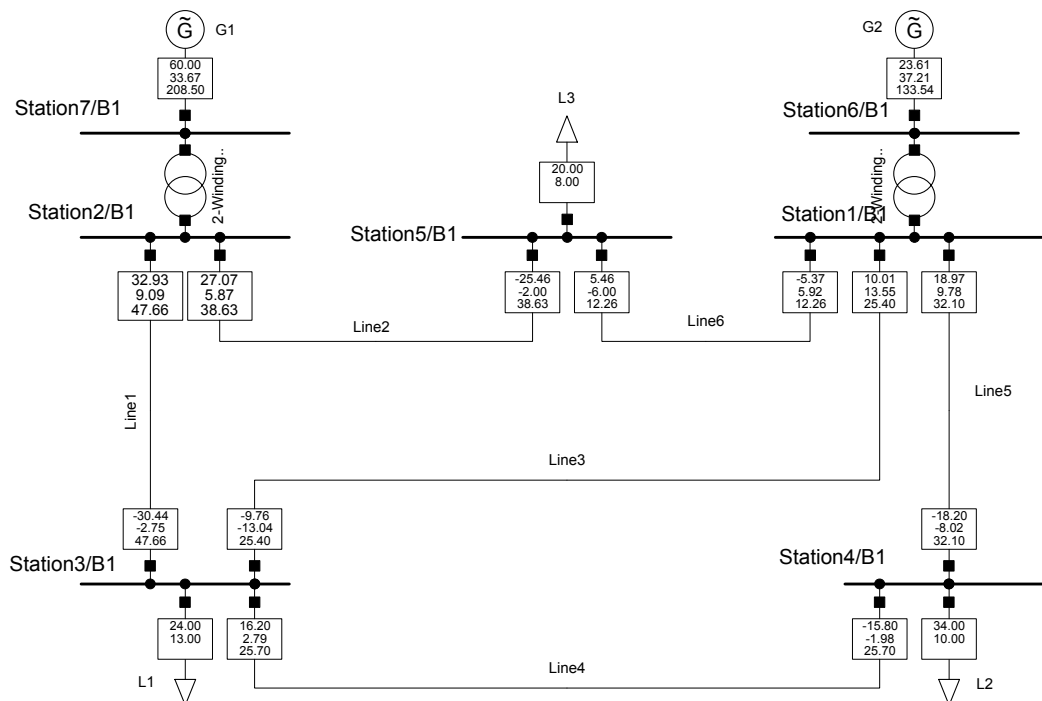 G̃ G1
60.00
33.67
208.50
Station7/B1
2-Winding..
Station2/B1
32.93
9.09
47.66
27.07
5.87
38.63
Line2
L3
20.00
8.00
Station5/B1
-25.46
-2.00
38.63
5.46
-6.00
12.26
Line6
G2 G̃
23.61
37.21
133.54
Station6/B1
2-Winding..
Station1/B1
-5.37
5.92
12.26
10.01
13.55
25.40
18.97
9.78
32.10
Line1
Line5
Line3
-30.44
-2.75
47.66
-9.76
-13.04
25.40
Station3/B1
24.00
13.00
L1
16.20
2.79
25.70
Line4
-18.20
-8.02
32.10
Station4/B1
-15.80
-1.98
25.70
34.00
10.00
L2